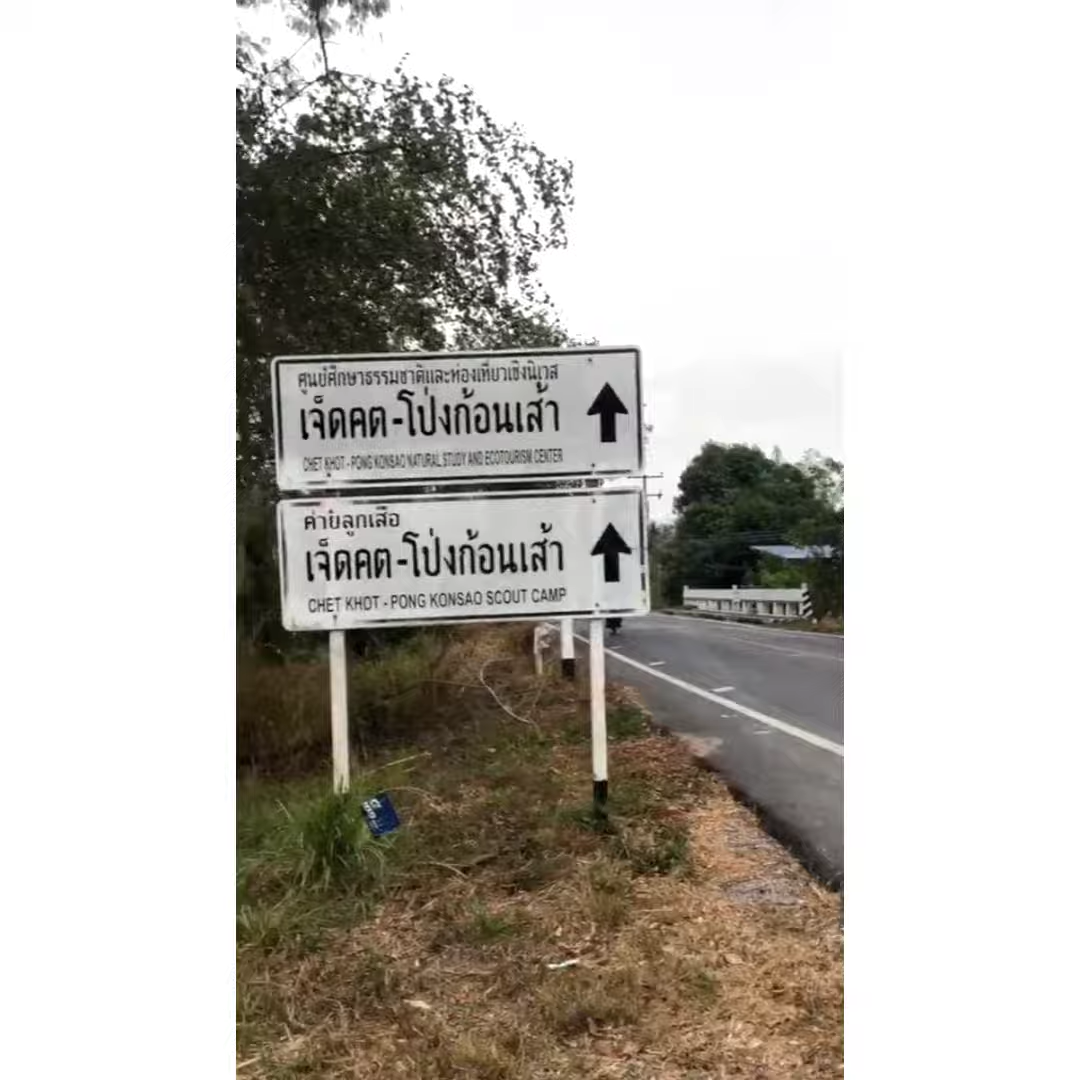 ศูนย์ศึกษาธรรมชาติและท่องเที่ยวเชิงนิเวส
เจ็ดคต-โป่งก้อนเส้า
CHET KHOT - PONG KONSAO NATURAL STUDY AND ECOTOURISM CENTER
ค่ายลูกเสือ
เจ็ดคต-โป่งก้อนเส้า
CHET KHOT - PONG KONSAO SCOUT CAMP